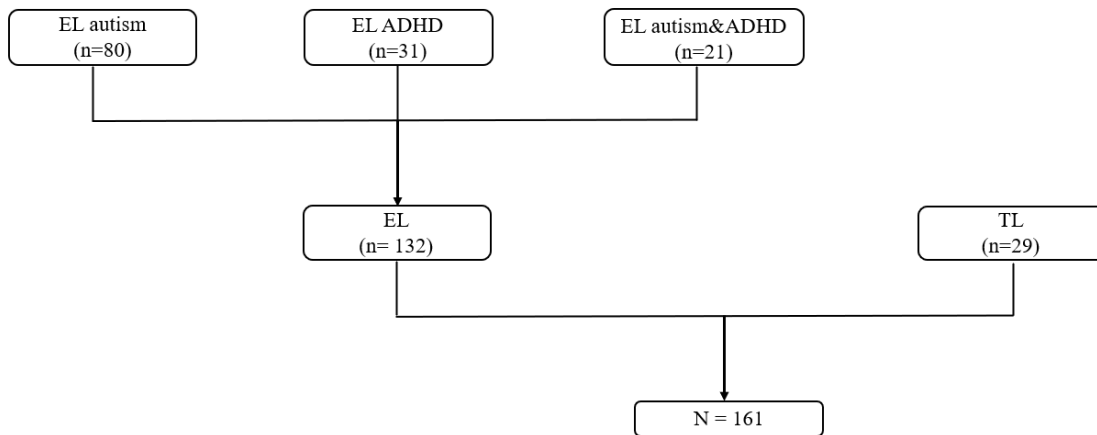 EL autism
(n=80)
EL ADHD
(n=31)
EL autism&ADHD
(n=21)
EL
(n= 132)
TL
(n=29)
N = 161